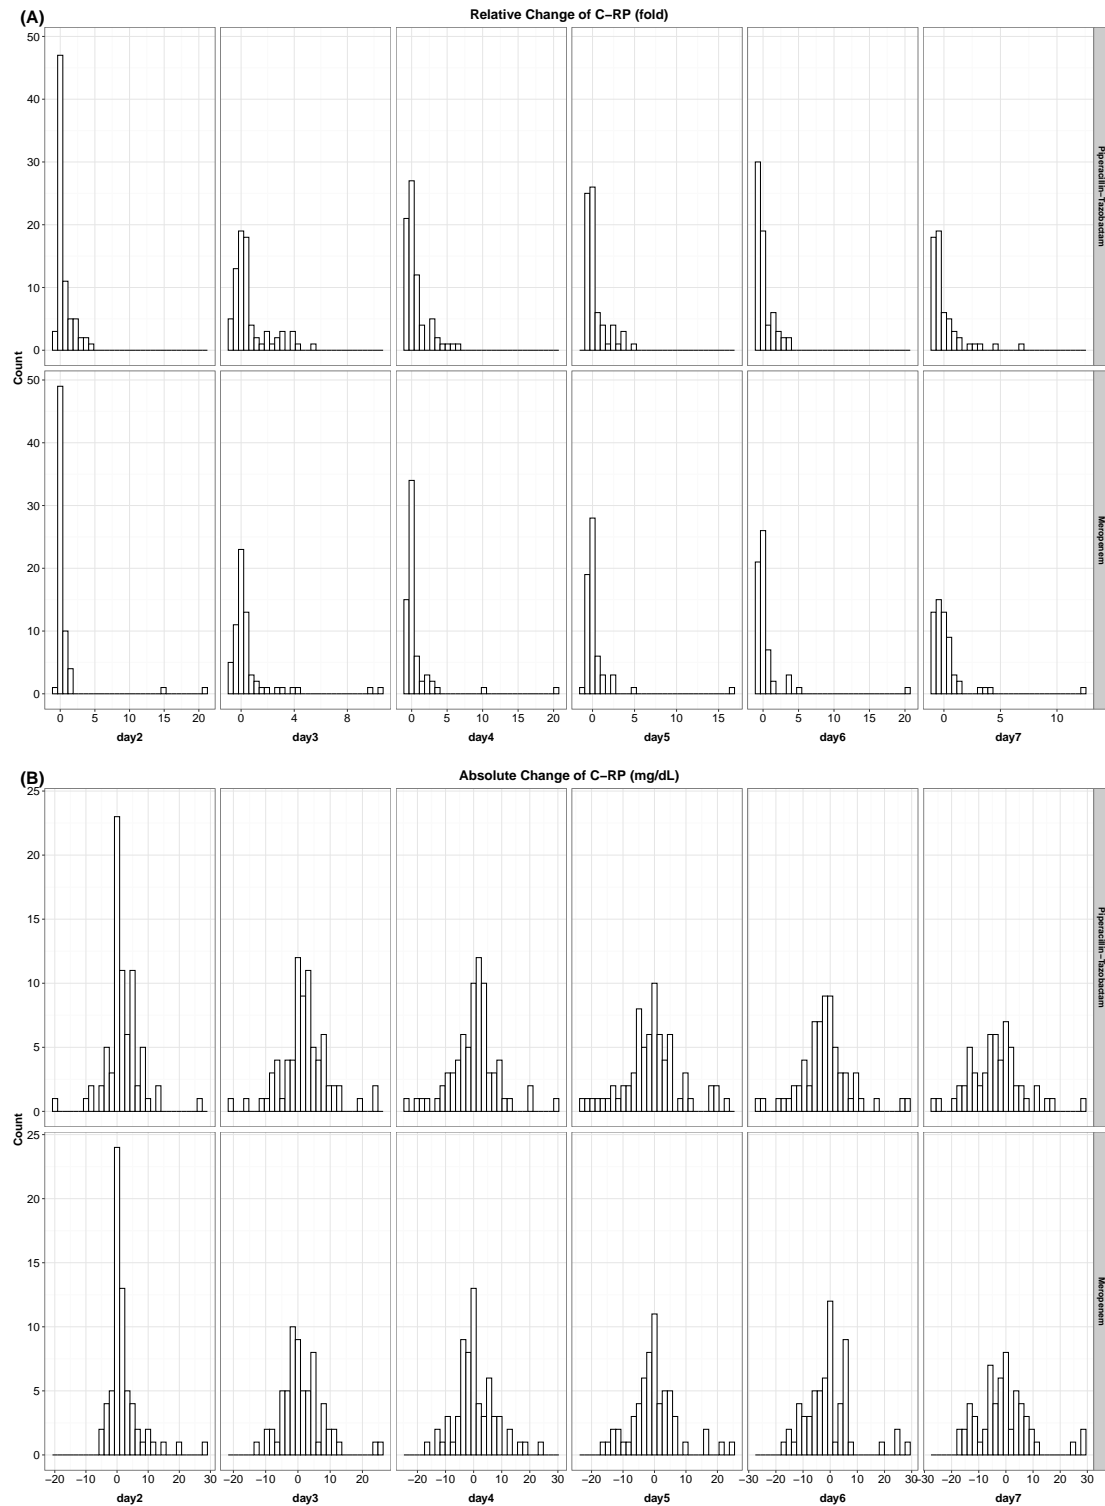 (A)
Relative Change of C−RP (fold)
50
40
30
20
10
0
Piperacillin−Tazobactam
Count
50
40
30
20
10
0
Meropenem
0 5 10 15 20
0 4 8
0 5 10 15 20
0 5 10 15
0 5 10 15 20
0 5 10
day2 day3 day4 day5 day6 day7
(B)
Absolute Change of C−RP (mg/dL)
25
20
15
10
5
0
Piperacillin−Tazobactam
Count
25
20
15
10
5
0
Meropenem
−20 −10 0 10 20 30
−20 −10 0 10 20
−20 −10 0 10 20 30
−20 −10 0 10 20
−20 −10 0 10 20 30
−30 −20 −10 0 10 20 30
day2 day3 day4 day5 day6 day7